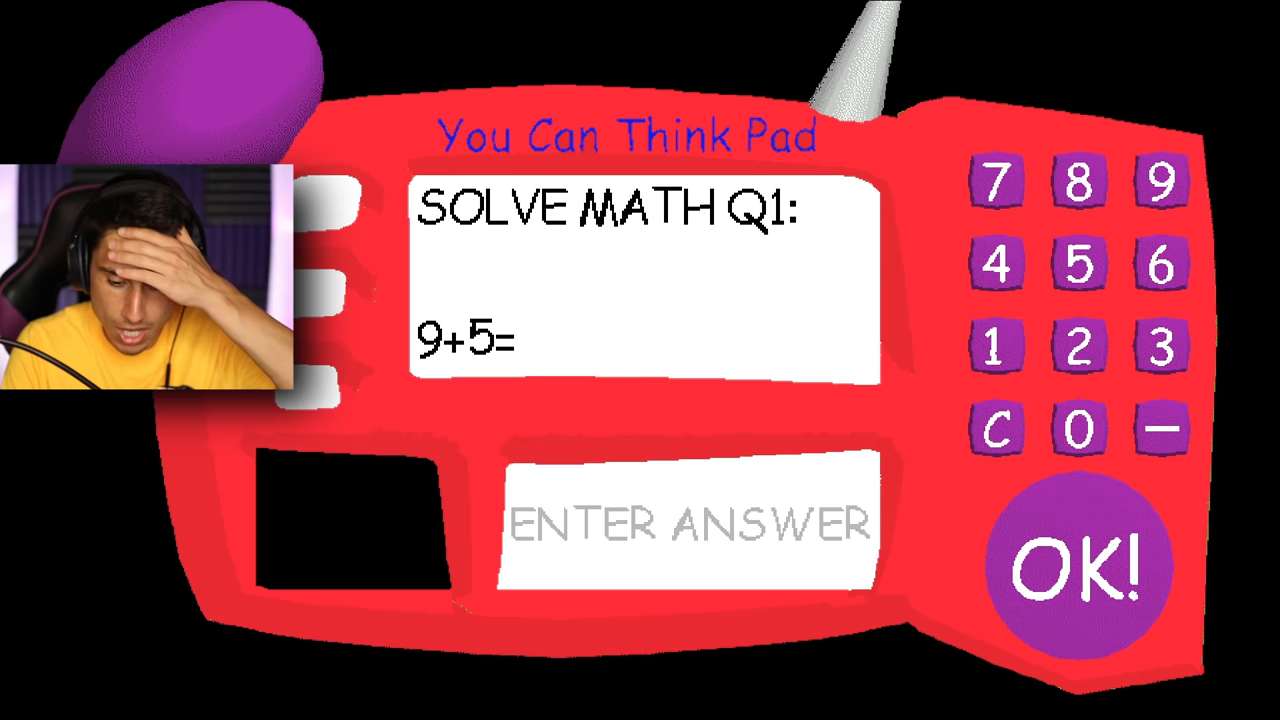 You Can Think Pad
SOLVE MATH Q1:
9+5=
ENTER ANSWER
7 8 9
4 5 6
1 2 3
C 0 –
OK!